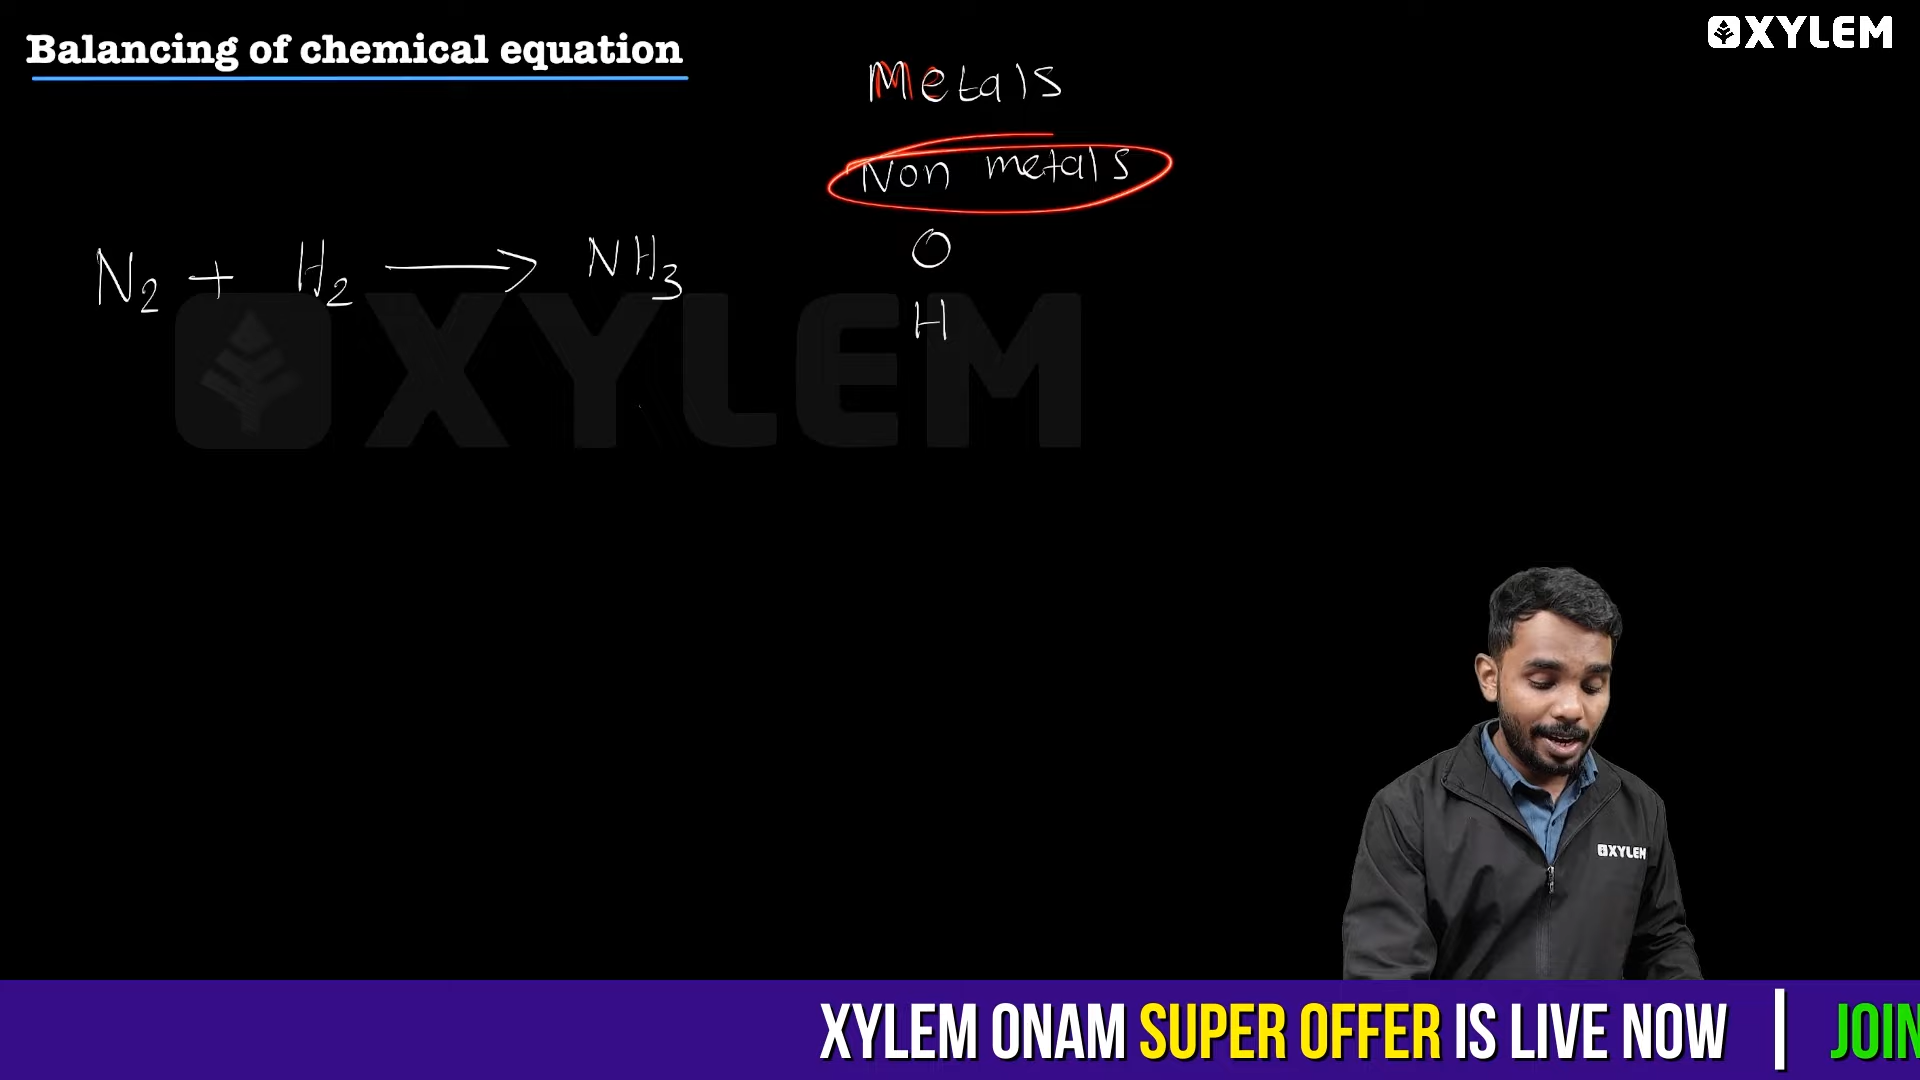 Balancing of chemical equation
XYLEM
Metals
Non metals
N2 + H2 ⟶ NH3
O
H
XYLEM
XYLEM
XYLEM ONAM SUPER OFFER IS LIVE NOW | JOIN